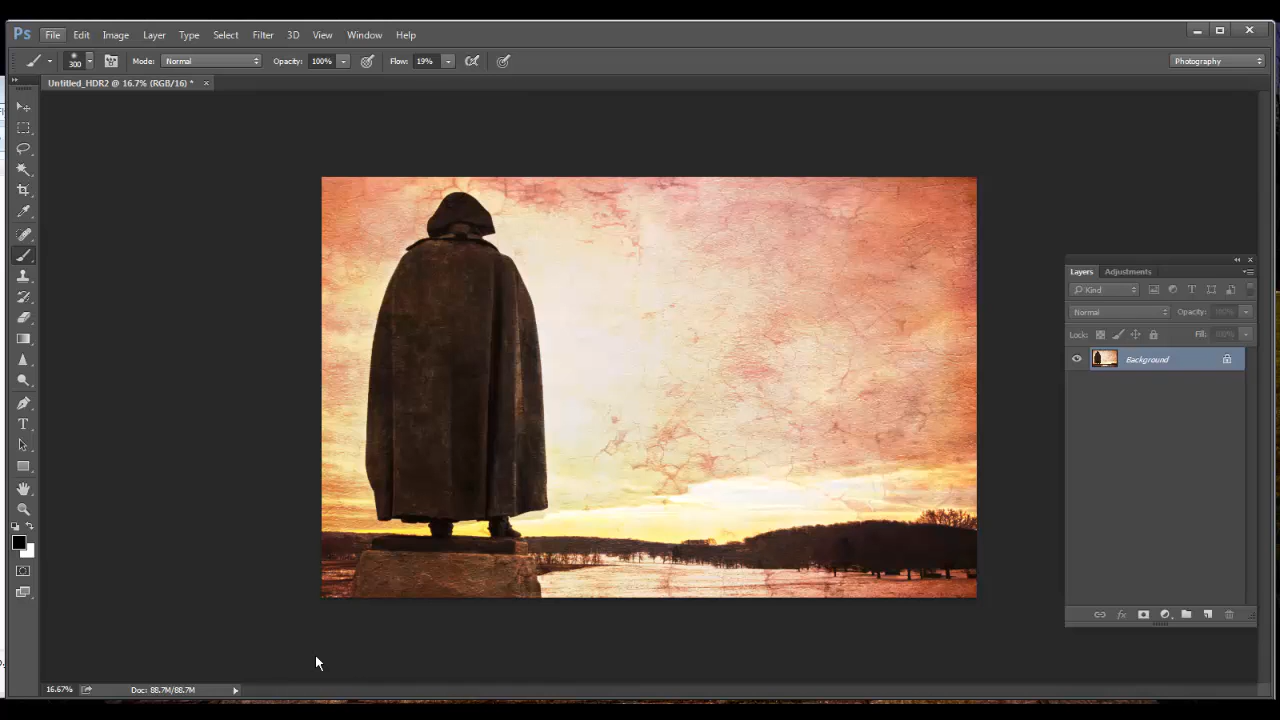 Ps File Edit Image Layer Type Select Filter 3D View Window Help
300 Mode: Normal Opacity: 100% Flow: 19% Photography
Untitled_HDR2 @ 16.7% (RGB/16) * ×
Layers Adjustments
Kind
Normal Opacity: 100%
Lock: Fill: 100%
Background
16.67% Doc: 88.7M/88.7M